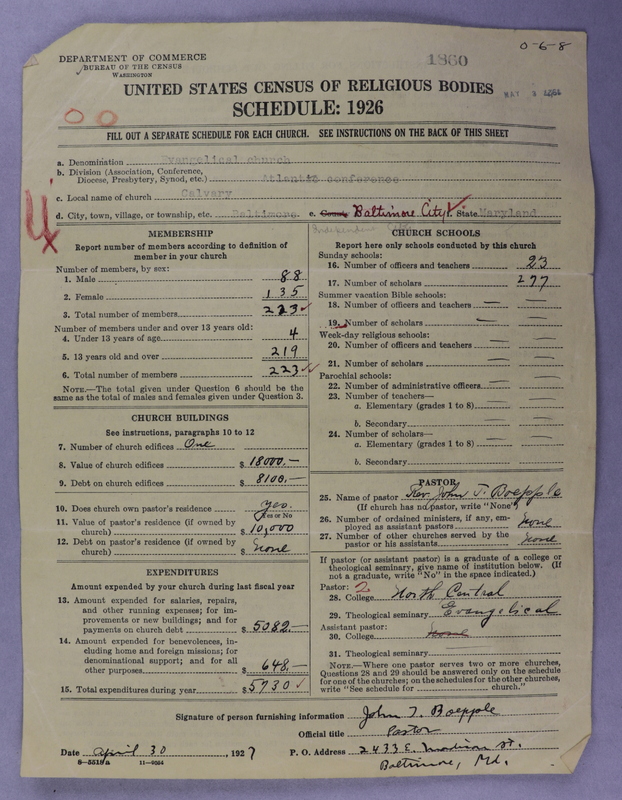 0-6-8
DEPARTMENT OF COMMERCE
BUREAU OF THE CENSUS
WASHINGTON
1860
UNITED STATES CENSUS OF RELIGIOUS BODIES
SCHEDULE: 1926
MAY 3
FILL OUT A SEPARATE SCHEDULE FOR EACH CHURCH. SEE INSTRUCTIONS ON THE BACK OF THIS SHEET
a. Denomination Evangelical church
b. Division (Association, Conference,
Diocese, Presbytery, Synod, etc.) Atlantic conference
c. Local name of church Calvary
d. City, town, village, or township, etc. Baltimore e. County Baltimore City f. State Maryland
Independent City
MEMBERSHIP
Report number of members according to definition of
member in your church
Number of members, by sex:
1. Male 88
2. Female 135
3. Total number of members 223
Number of members under and over 13 years old:
4. Under 13 years of age 4
5. 13 years old and over 219
6. Total number of members 223
NOTE.—The total given under Question 6 should be the
same as the total of males and females given under Question 3.
CHURCH BUILDINGS
See instructions, paragraphs 10 to 12
7. Number of church edifices One
8. Value of church edifices $ 18000.—
9. Debt on church edifices $ 8100.—
10. Does church own pastor's residence yes.
Yes or No
11. Value of pastor's residence (if owned by
church) $ 10,000
12. Debt on pastor's residence (if owned by
church) $ none
EXPENDITURES
Amount expended by your church during last fiscal year
13. Amount expended for salaries, repairs,
and other running expense; for im-
provements or new buildings; and for
payments on church debt $ 5082.—
14. Amount expended for benevolences, in-
cluding home and foreign missions; for
denominational support; and for all
other purposes $ 648.—
15. Total expenditures during year $ 5730
CHURCH SCHOOLS
Report here only schools conducted by this church
Sunday schools:
16. Number of officers and teachers 23
17. Number of scholars 277
Summer vacation Bible schools:
18. Number of officers and teachers — —
19. Number of scholars — —
Week-day religious schools:
20. Number of officers and teachers — —
21. Number of scholars — —
Parochial schools:
22. Number of administrative officers — —
23. Number of teachers—
a. Elementary (grades 1 to 8) — —
b. Secondary — —
24. Number of scholars—
a. Elementary (grades 1 to 8) — —
b. Secondary — —
PASTOR
25. Name of pastor Rev. John T. Boepple
(If church has no pastor, write "None")
26. Number of ordained ministers, if any, em-
ployed as assistant pastors none
27. Number of other churches served by the
pastor or his assistants none
If pastor (or assistant pastor) is a graduate of a college or
theological seminary, give name of institution below. (If
not a graduate, write "No" in the space indicated.)
Pastor: 2
28. College North Central
29. Theological seminary Evangelical
Assistant pastor:
30. College none
31. Theological seminary
NOTE.—Where one pastor serves two or more churches,
Questions 28 and 29 should be answered only on the schedule
for one of the churches; on the schedules for the other churches,
write "See schedule for church."
Signature of person furnishing information John T. Boepple
Official title Pastor
Date April 30 , 1927 P. O. Address 2433 E. Madison St.
8-5518a 11-9054 Baltimore, Md.